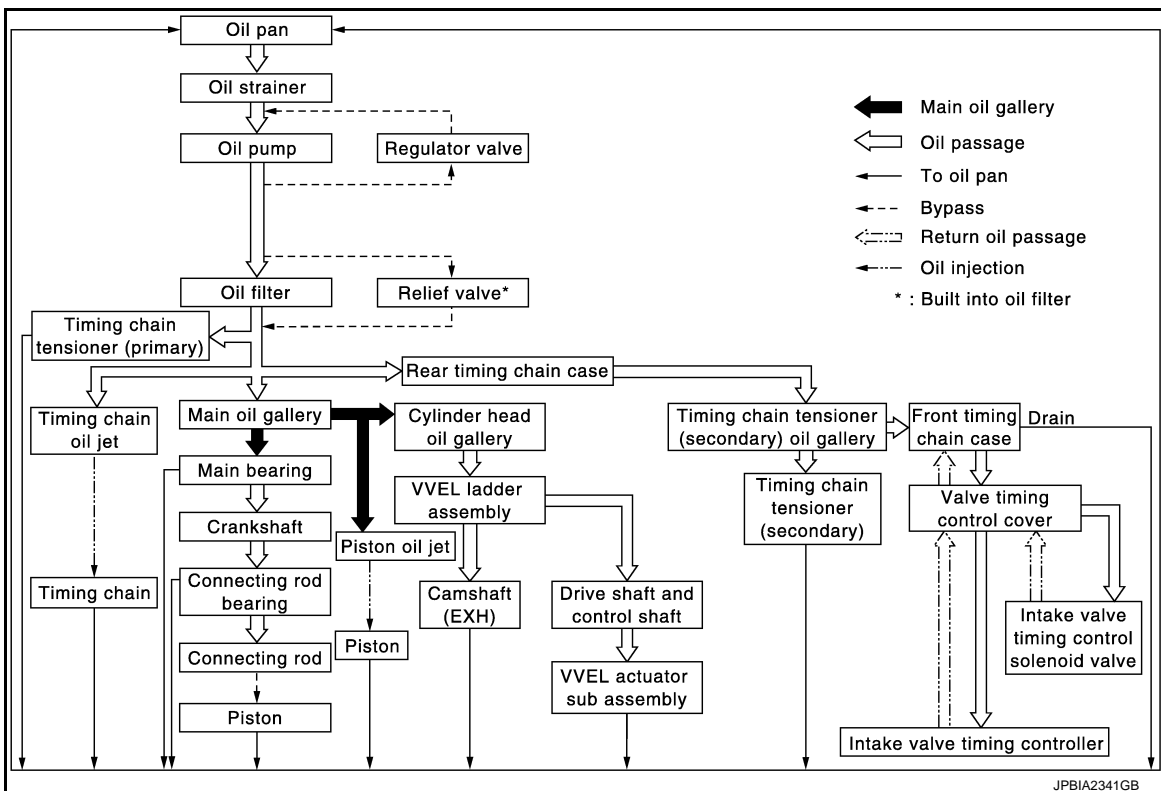 Oil pan
Oil strainer
Oil pump
Regulator valve
Main oil gallery
Oil passage
To oil pan
Bypass
Return oil passage
Oil injection
* : Built into oil filter
Oil filter
Relief valve*
Timing chain
tensioner (primary)
Rear timing chain case
Timing chain
oil jet
Main oil gallery
Cylinder head
oil gallery
Timing chain tensioner
(secondary) oil gallery
Front timing
chain case
Drain
Main bearing
VVEL ladder
assembly
Timing chain
tensioner
(secondary)
Valve timing
control cover
Crankshaft
Piston oil jet
Timing chain
Connecting rod
bearing
Camshaft
(EXH)
Drive shaft and
control shaft
Intake valve
timing control
solenoid valve
Connecting rod
Piston
VVEL actuator
sub assembly
Piston
Intake valve timing controller
JPBIA2341GB